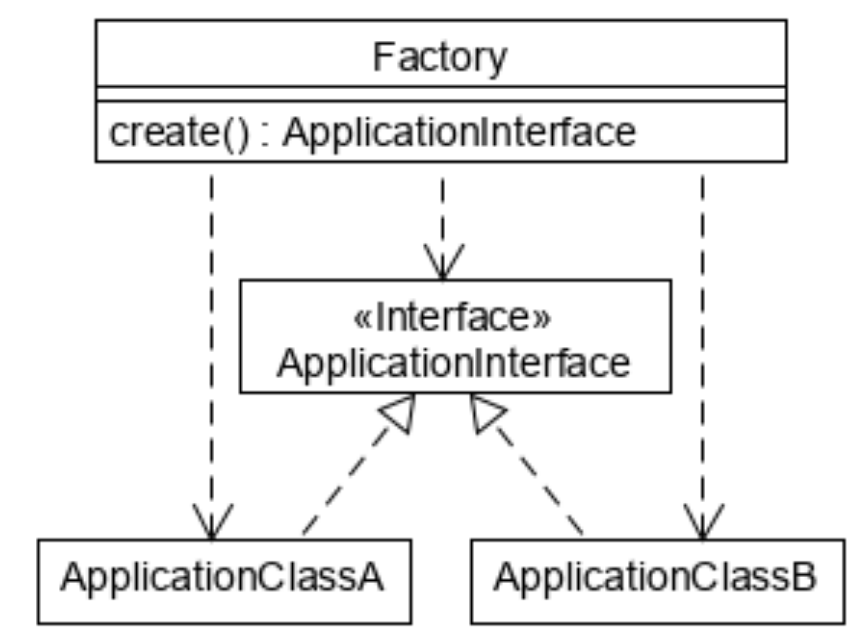 Factory
create() : ApplicationInterface
«Interface»
ApplicationInterface
ApplicationClassA
ApplicationClassB